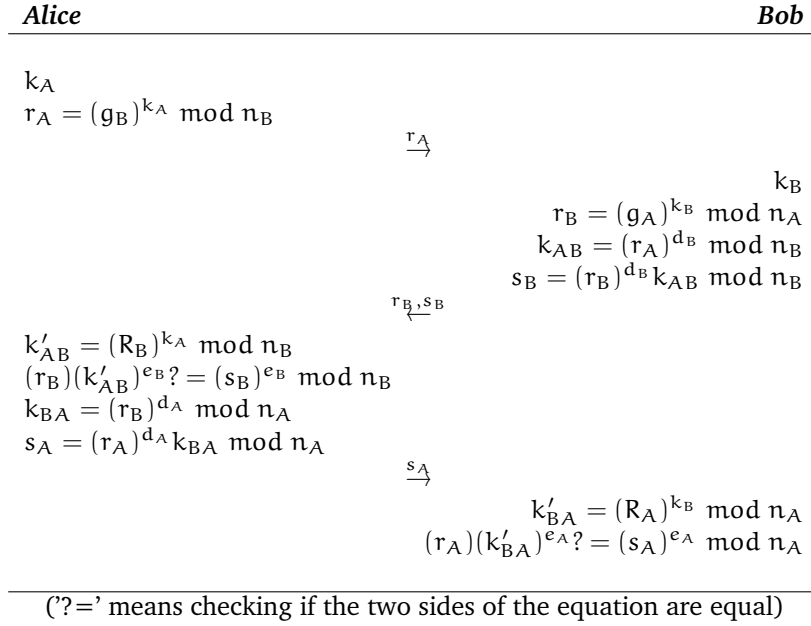 Alice Bob
k_A
r_A = (g_B)^{k_A} mod n_B
r_A →
k_B
r_B = (g_A)^{k_B} mod n_A
k_{AB} = (r_A)^{d_B} mod n_B
s_B = (r_B)^{d_B} k_{AB} mod n_B
r_B, s_B ←
k'_{AB} = (R_B)^{k_A} mod n_B
(r_B)(k'_{AB})^{e_B} ?= (s_B)^{e_B} mod n_B
k_{BA} = (r_B)^{d_A} mod n_A
s_A = (r_A)^{d_A} k_{BA} mod n_A
s_A →
k'_{BA} = (R_A)^{k_B} mod n_A
(r_A)(k'_{BA})^{e_A} ?= (s_A)^{e_A} mod n_A
('?=' means checking if the two sides of the equation are equal)